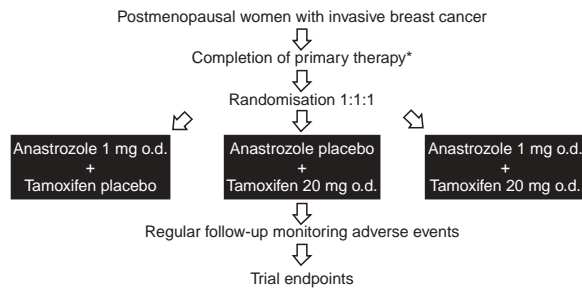 Postmenopausal women with invasive breast cancer
Completion of primary therapy*
Randomisation 1:1:1
Anastrozole 1 mg o.d.
+
Tamoxifen placebo
Anastrozole placebo
+
Tamoxifen 20 mg o.d.
Anastrozole 1 mg o.d.
+
Tamoxifen 20 mg o.d.
Regular follow-up monitoring adverse events
Trial endpoints